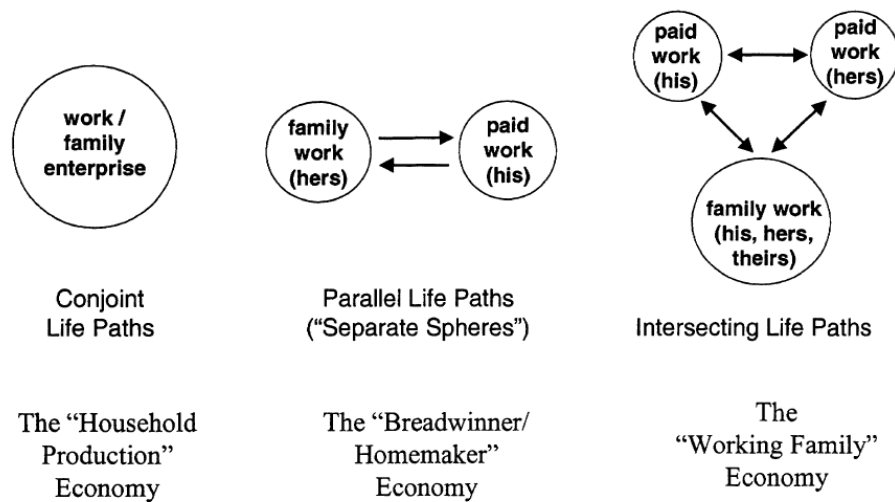 work /
family
enterprise
Conjoint
Life Paths
The “Household
Production”
Economy
family
work
(hers)
paid
work
(his)
Parallel Life Paths
(“Separate Spheres”)
The “Breadwinner/
Homemaker”
Economy
paid
work
(his)
paid
work
(hers)
family work
(his, hers,
theirs)
Intersecting Life Paths
The
“Working Family”
Economy